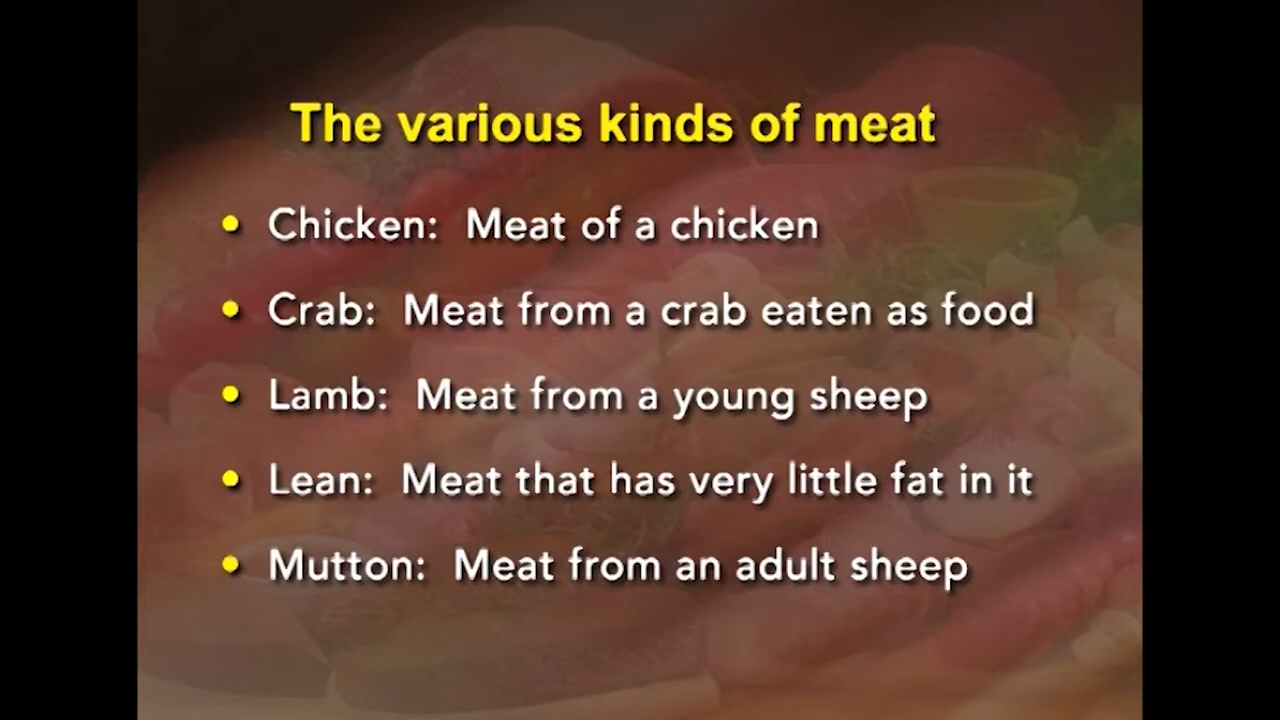 The various kinds of meat
• Chicken: Meat of a chicken
• Crab: Meat from a crab eaten as food
• Lamb: Meat from a young sheep
• Lean: Meat that has very little fat in it
• Mutton: Meat from an adult sheep